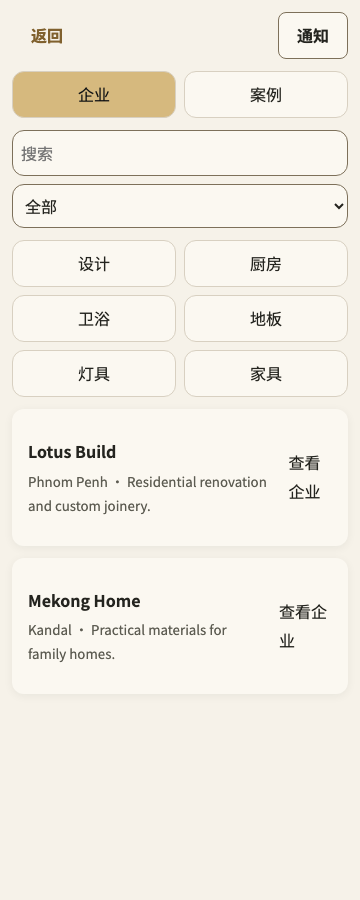 返回
通知
企业
案例
搜索
全部
设计
厨房
卫浴
地板
灯具
家具
Lotus Build
Phnom Penh · Residential renovation
and custom joinery.
查看
企业
Mekong Home
Kandal · Practical materials for
family homes.
查看企
业